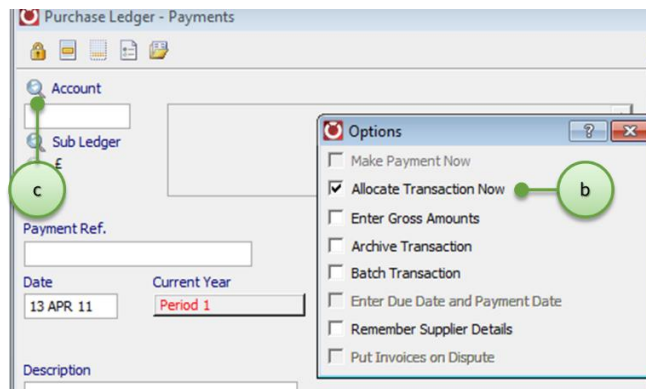 Purchase Ledger - Payments
Account
Sub Ledger
£
c
Payment Ref.
Date
Current Year
13 APR 11
Period 1
Description
Options
?
Make Payment Now
Allocate Transaction Now
b
Enter Gross Amounts
Archive Transaction
Batch Transaction
Enter Due Date and Payment Date
Remember Supplier Details
Put Invoices on Dispute